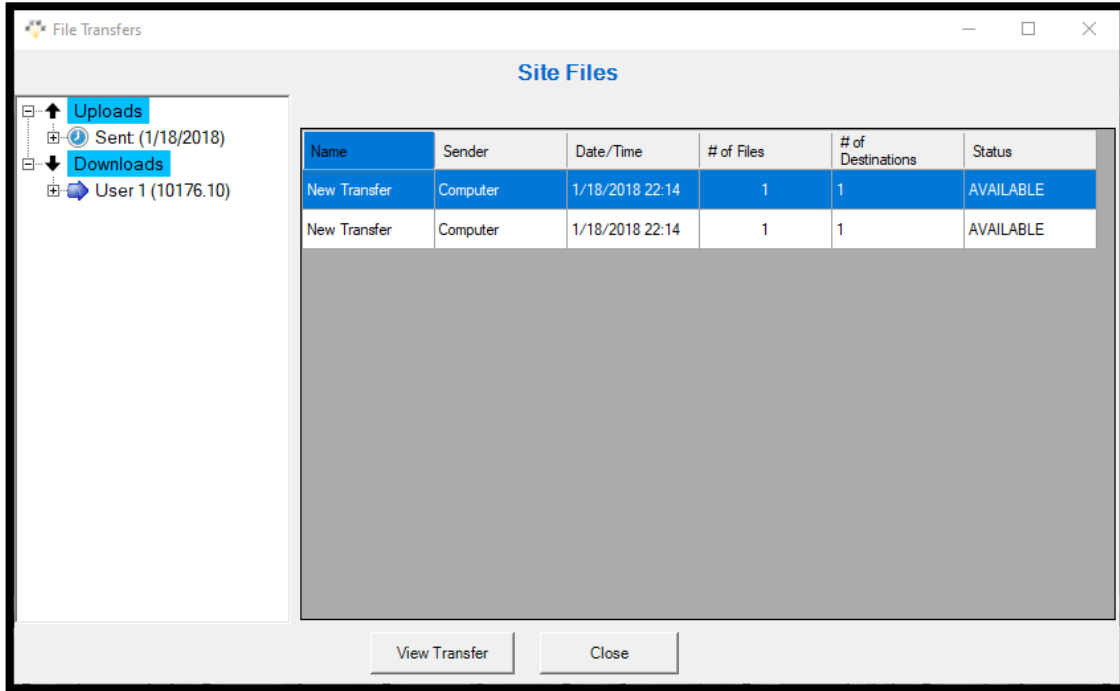 File Transfers
Site Files
Uploads
Sent: (1/18/2018)
Downloads
User 1 (10176.10)
Name Sender Date/Time # of Files # of Destinations Status
New Transfer Computer 1/18/2018 22:14 1 1 AVAILABLE
New Transfer Computer 1/18/2018 22:14 1 1 AVAILABLE
View Transfer Close